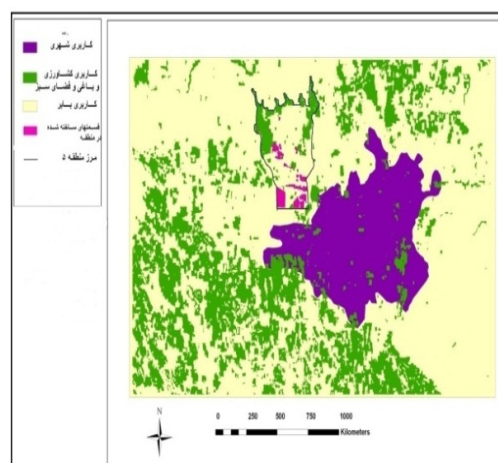 کاربری شهری
کاربری کشاورزی
و باغی و فضای سبز
کاربری بایر
قسمتهای ساخته شده
در منطقه
مرز منطقه ۵
N
0 250 500 750 1000
Kilometers